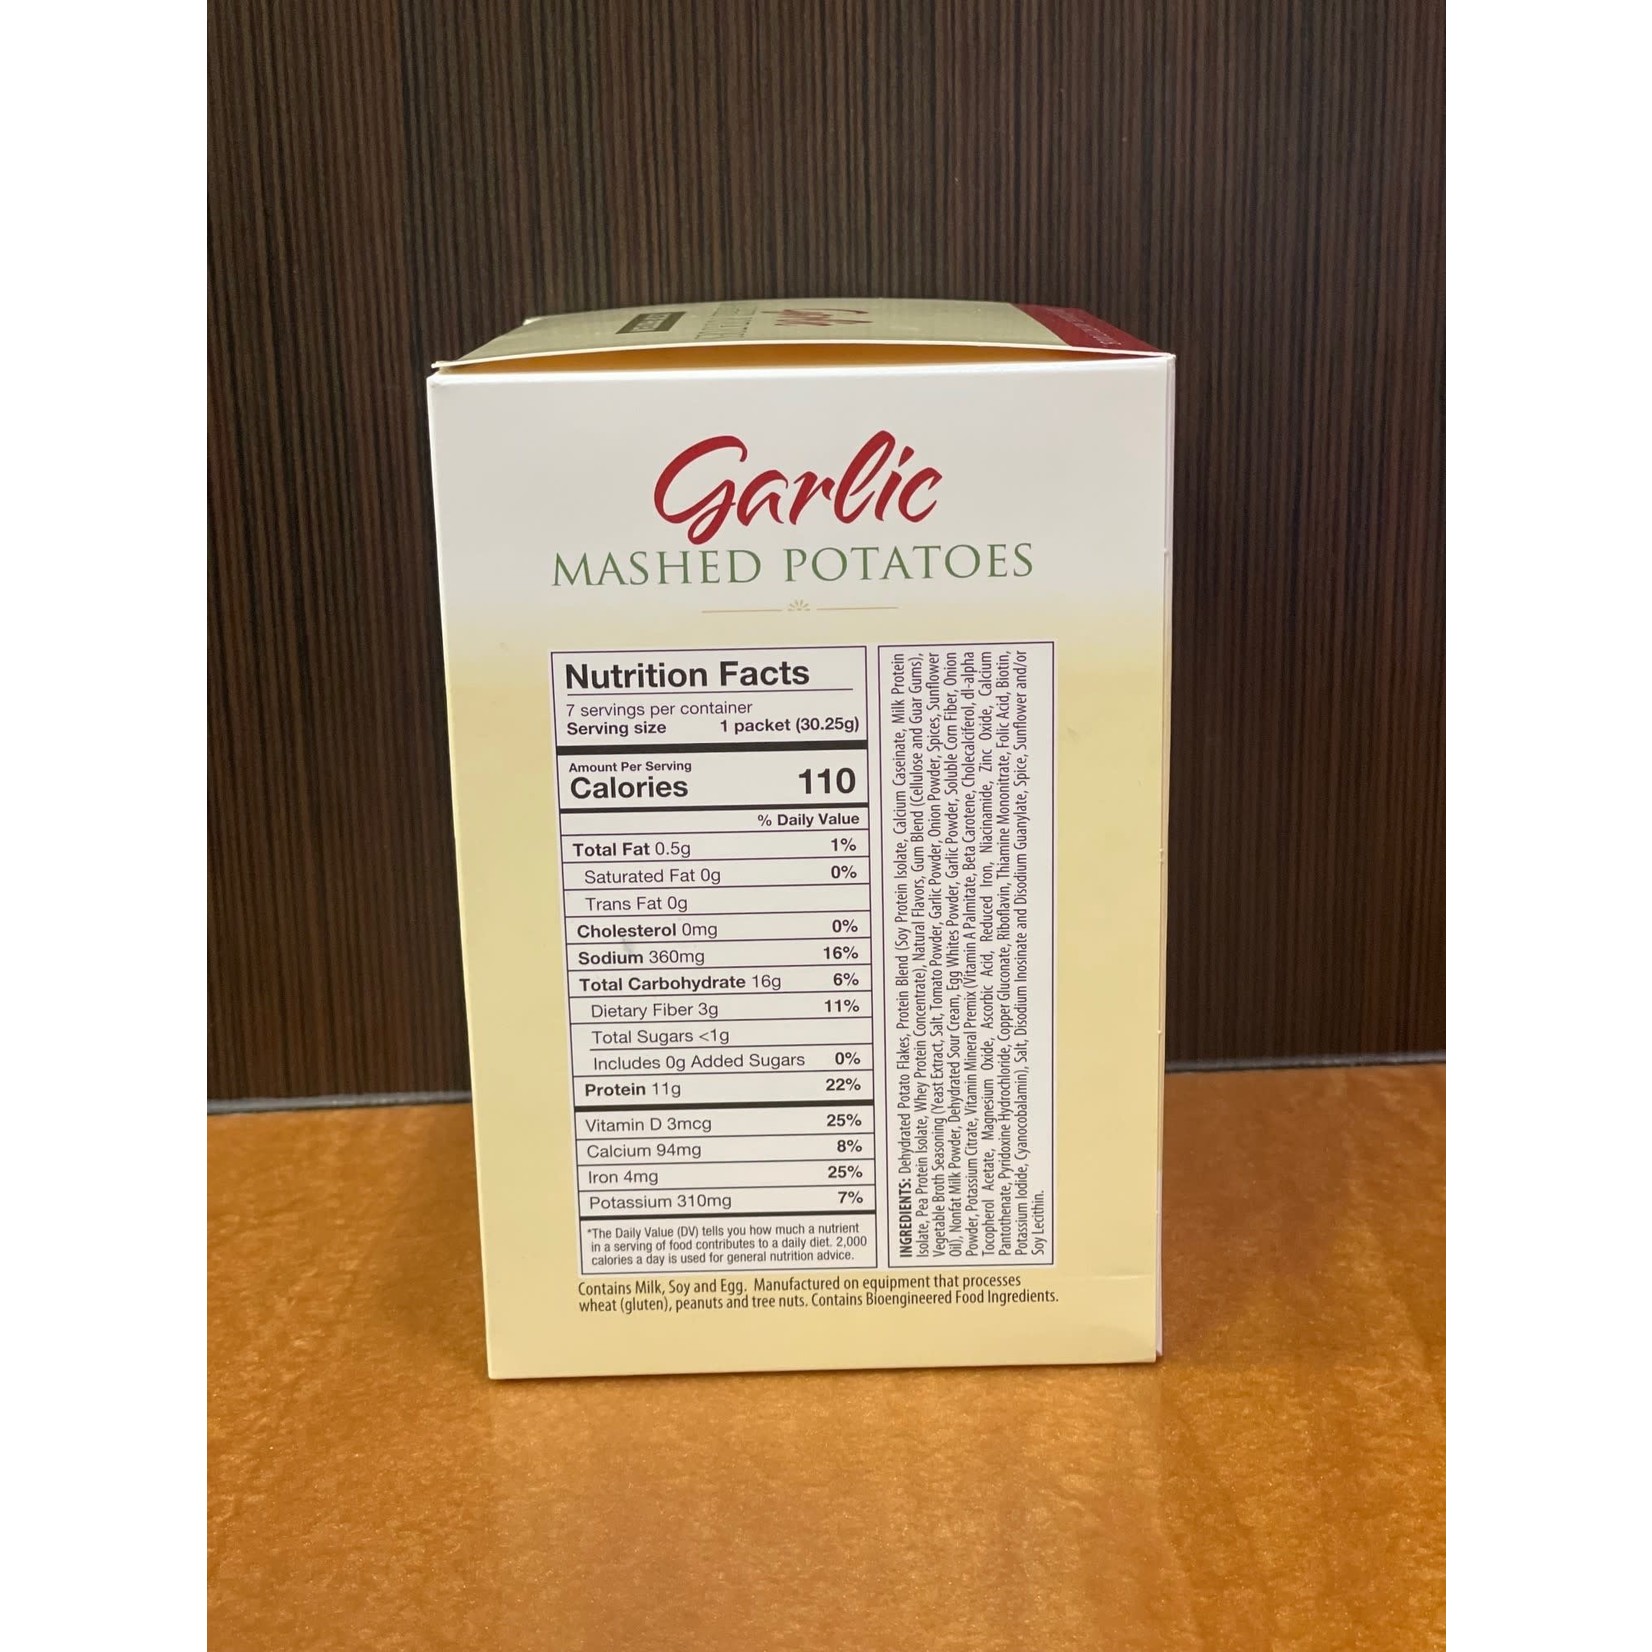 Garlic
MASHED POTATOES
Nutrition Facts
7 servings per container
Serving size 1 packet (30.25g)
Amount Per Serving
Calories 110
% Daily Value
Total Fat 0.5g 1%
Saturated Fat 0g 0%
Trans Fat 0g
Cholesterol 0mg 0%
Sodium 360mg 16%
Total Carbohydrate 16g 6%
Dietary Fiber 3g 11%
Total Sugars <1g
Includes 0g Added Sugars 0%
Protein 11g 22%
Vitamin D 3mcg 25%
Calcium 94mg 8%
Iron 4mg 25%
Potassium 310mg 7%
*The Daily Value (DV) tells you how much a nutrient
in a serving of food contributes to a daily diet. 2,000
calories a day is used for general nutrition advice.
INGREDIENTS: Dehydrated Potato Flakes, Protein Blend (Soy Protein Isolate, Calcium Caseinate, Milk Protein
Isolate, Pea Protein Isolate, Whey Protein Concentrate), Natural Flavors, Gum Blend (Cellulose and Guar Gums),
Vegetable Broth Seasoning (Yeast Extract, Salt, Tomato Powder, Garlic Powder, Onion Powder, Spices, Sunflower
Oil), Nonfat Milk Powder, Dehydrated Sour Cream, Egg Whites Powder, Garlic Powder, Soluble Corn Fiber, Onion
Powder, Potassium Citrate, Vitamin Mineral Premix (Vitamin A Palmitate, Beta Carotene, Cholecalciferol, dl-alpha
Tocopherol Acetate, Magnesium Oxide, Ascorbic Acid, Reduced Iron, Niacinamide, Zinc Oxide, Calcium
Pantothenate, Pyridoxine Hydrochloride, Copper Gluconate, Riboflavin, Thiamine Mononitrate, Folic Acid, Biotin,
Potassium Iodide, Cyanocobalamin), Salt, Disodium Inosinate and Disodium Guanylate, Spice, Sunflower and/or
Soy Lecithin.
Contains Milk, Soy and Egg. Manufactured on equipment that processes
wheat (gluten), peanuts and tree nuts. Contains Bioengineered Food Ingredients.